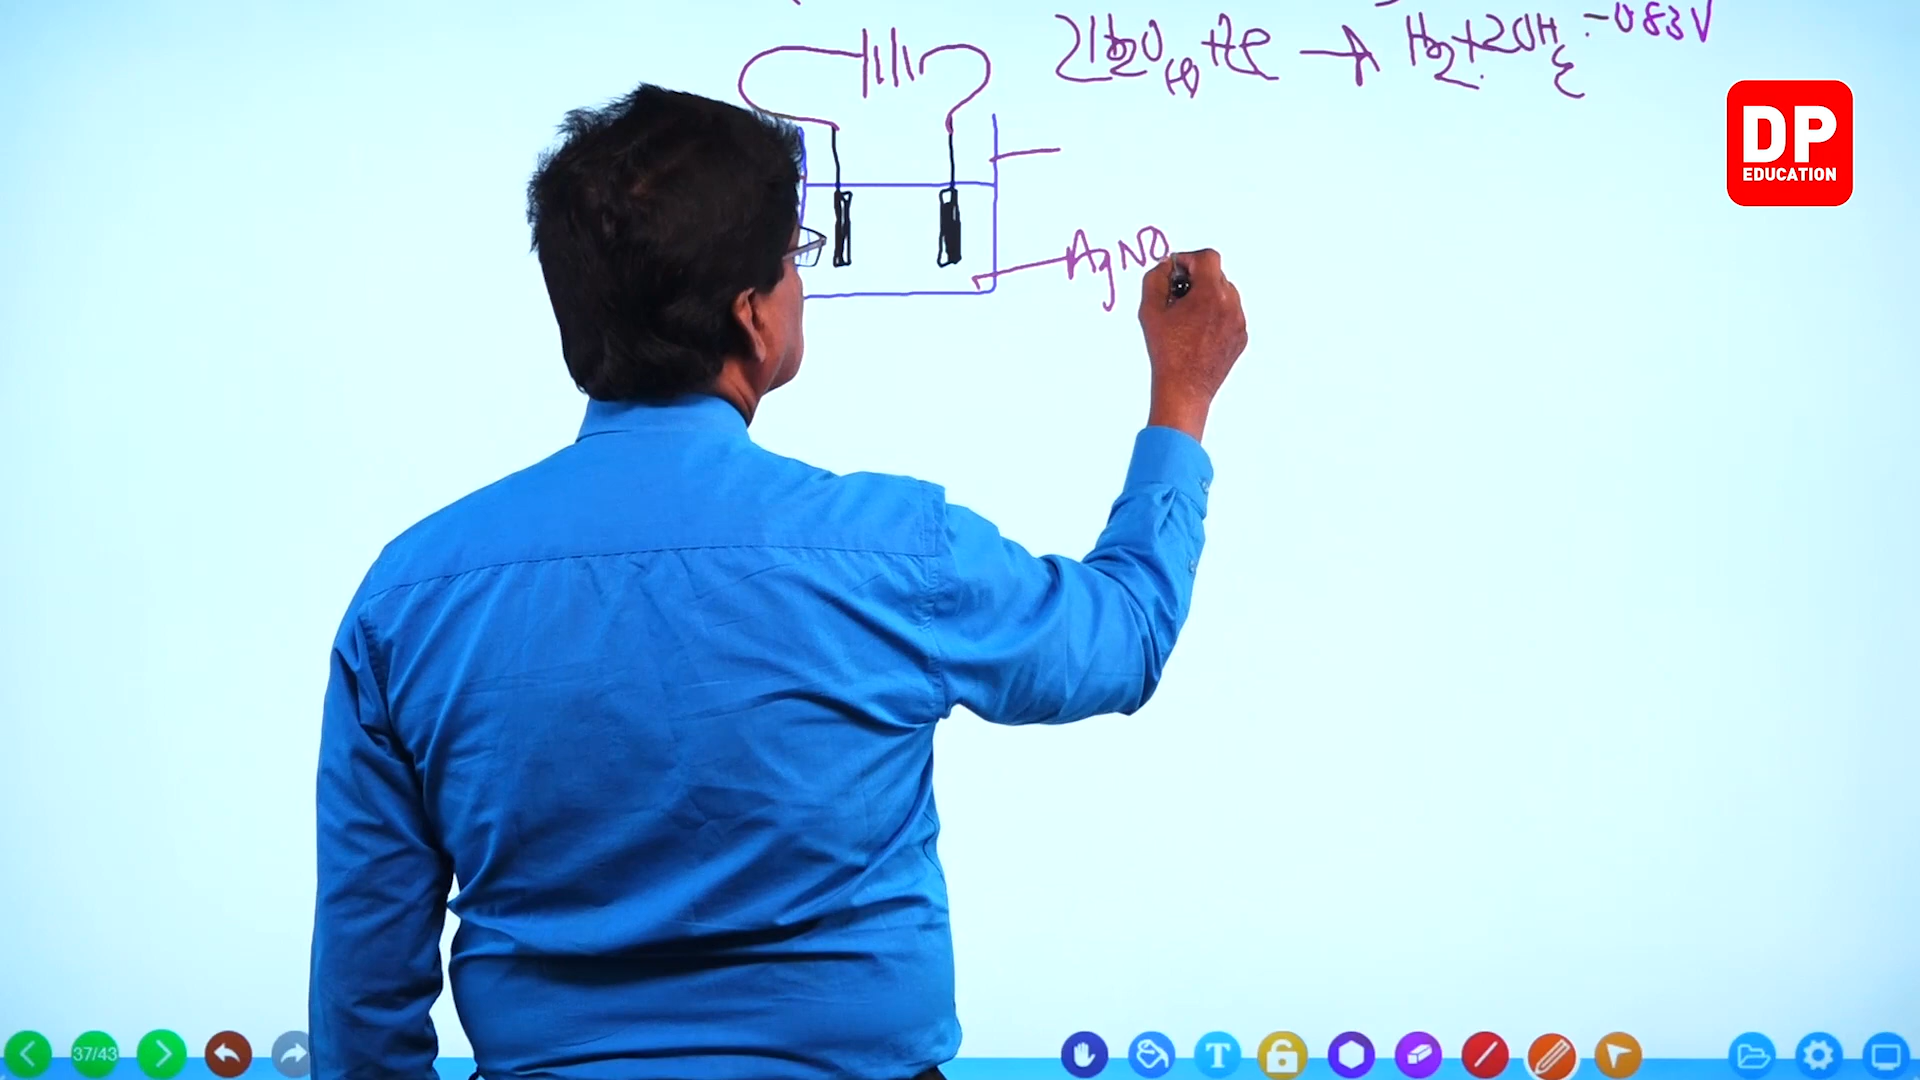 2H₂O(l) + 2e → H₂ + 2OH E = -0.83V
DP
EDUCATION
AgNO
37/43
T